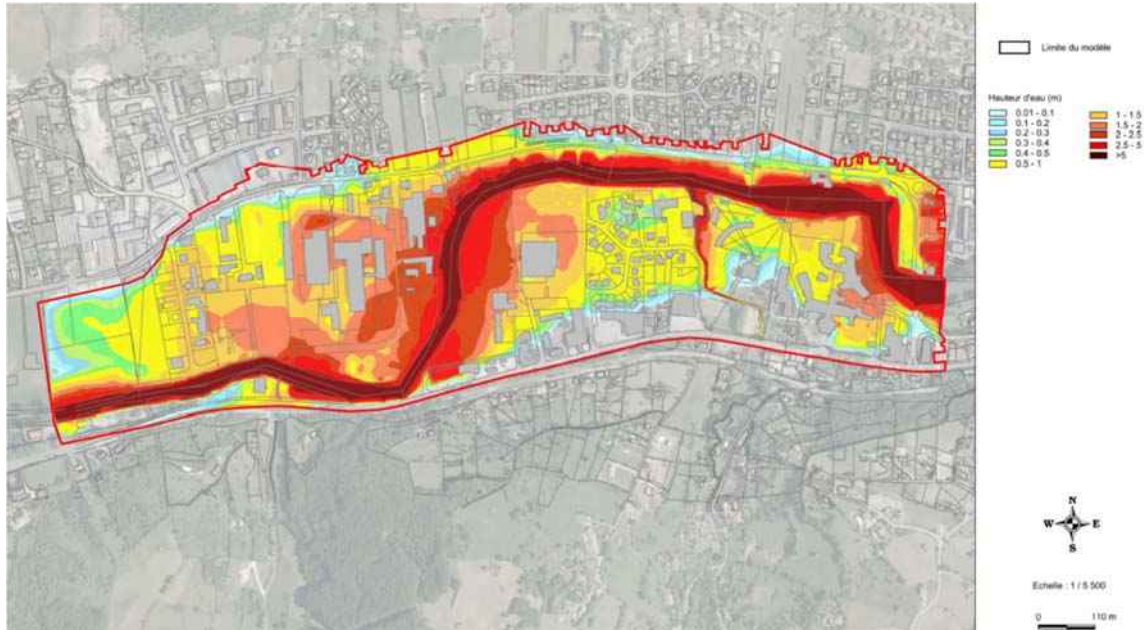 Limite du modèle
Hauteur d'eau (m)
0.01 - 0.1
0.1 - 0.2
0.2 - 0.3
0.3 - 0.4
0.4 - 0.5
0.5 - 1
1 - 1.5
1.5 - 2
2 - 2.5
2.5 - 5
>5
N
W E
S
Echelle : 1 / 5 500
0 110 m